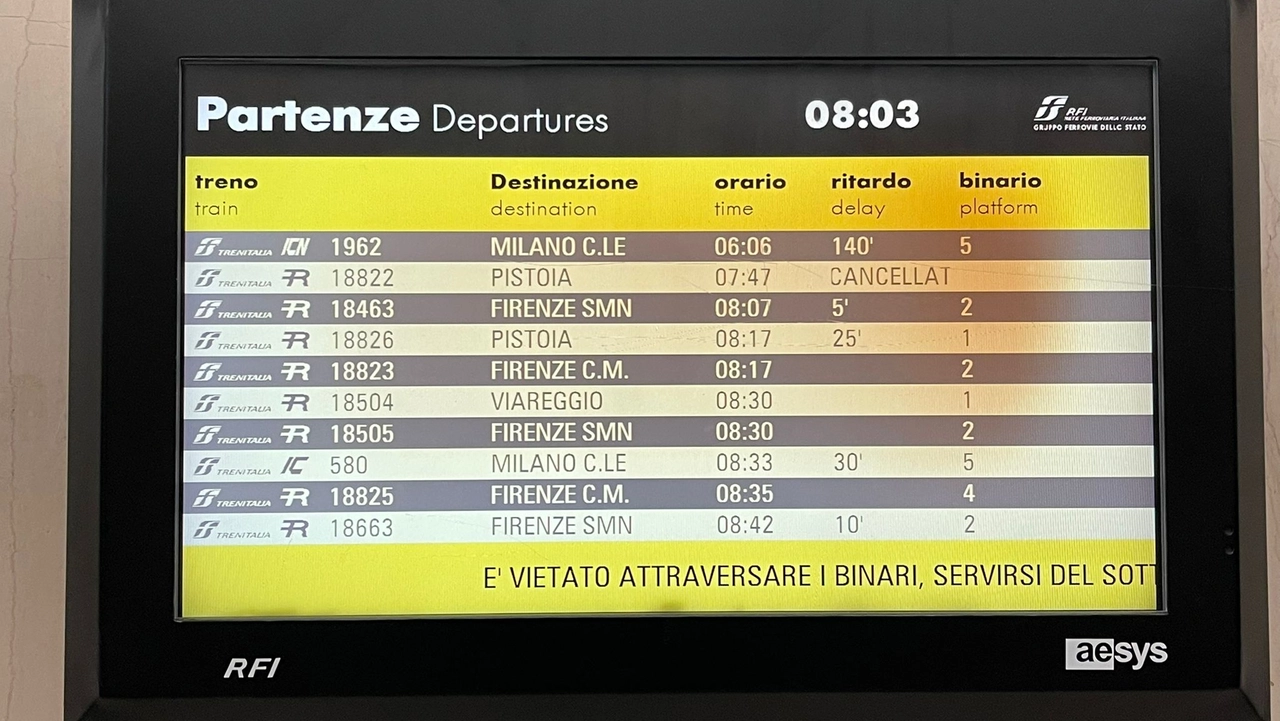 Partenze Departures 08:03 RFI
RETE FERROVIARIA ITALIANA
GRUPPO FERROVIE DELLO STATO
treno Destinazione orario ritardo binario
train destination time delay platform
TRENITALIA ICN 1962 MILANO C.LE 06:06 140' 5
TRENITALIA R 18822 PISTOIA 07:47 CANCELLAT
TRENITALIA R 18463 FIRENZE SMN 08:07 5' 2
TRENITALIA R 18826 PISTOIA 08:17 25' 1
TRENITALIA R 18823 FIRENZE C.M. 08:17 2
TRENITALIA R 18504 VIAREGGIO 08:30 1
TRENITALIA R 18505 FIRENZE SMN 08:30 2
TRENITALIA IC 580 MILANO C.LE 08:33 30' 5
TRENITALIA R 18825 FIRENZE C.M. 08:35 4
TRENITALIA R 18663 FIRENZE SMN 08:42 10' 2
E' VIETATO ATTRAVERSARE I BINARI, SERVIRSI DEL SOTT
RFI aesys